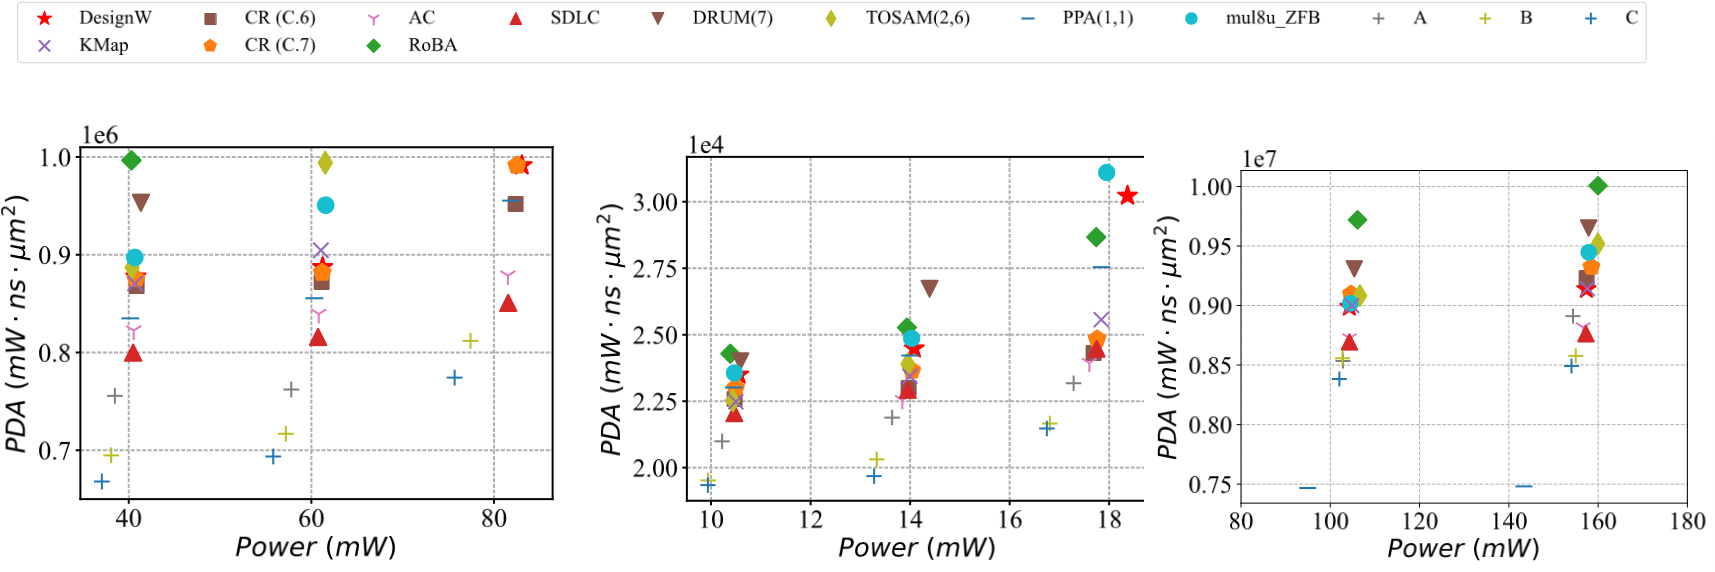 DesignW CR (C.6) AC SDLC DRUM(7) TOSAM(2,6) PPA(1,1) mul8u_ZFB A B C
KMap CR (C.7) RoBA
1e6
1.0
0.9
0.8
0.7
PDA (mW · ns · μm²)
40 60 80
Power (mW)
1e4
3.00
2.75
2.50
2.25
2.00
PDA (mW · ns · μm²)
10 12 14 16 18
Power (mW)
1e7
1.00
0.95
0.90
0.85
0.80
0.75
PDA (mW · ns · μm²)
80 100 120 140 160 180
Power (mW)